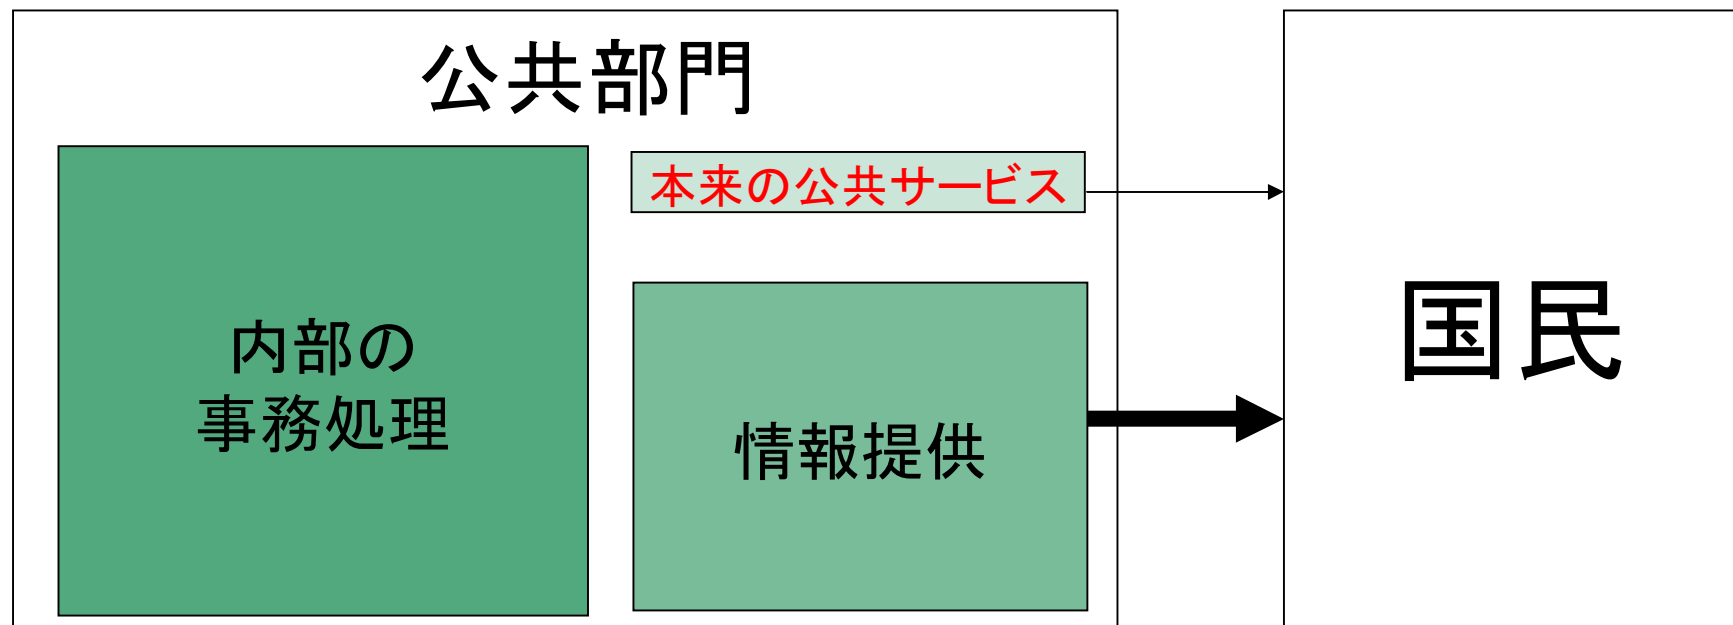 公共部門
本来の公共サービス
内部の
事務処理
情報提供
国民